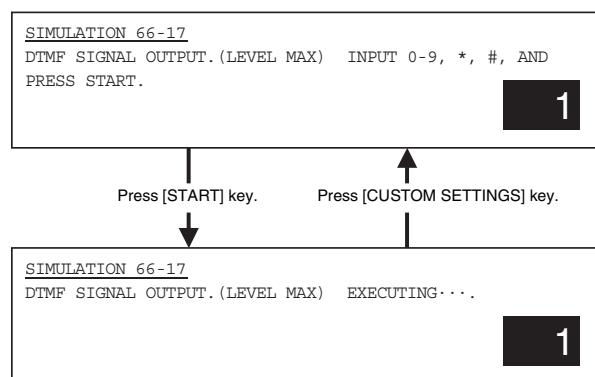 SIMULATION 66-17
DTMF SIGNAL OUTPUT.(LEVEL MAX) INPUT 0-9, *, #, AND
PRESS START.
1
Press [START] key. Press [CUSTOM SETTINGS] key.
SIMULATION 66-17
DTMF SIGNAL OUTPUT.(LEVEL MAX) EXECUTING···.
1